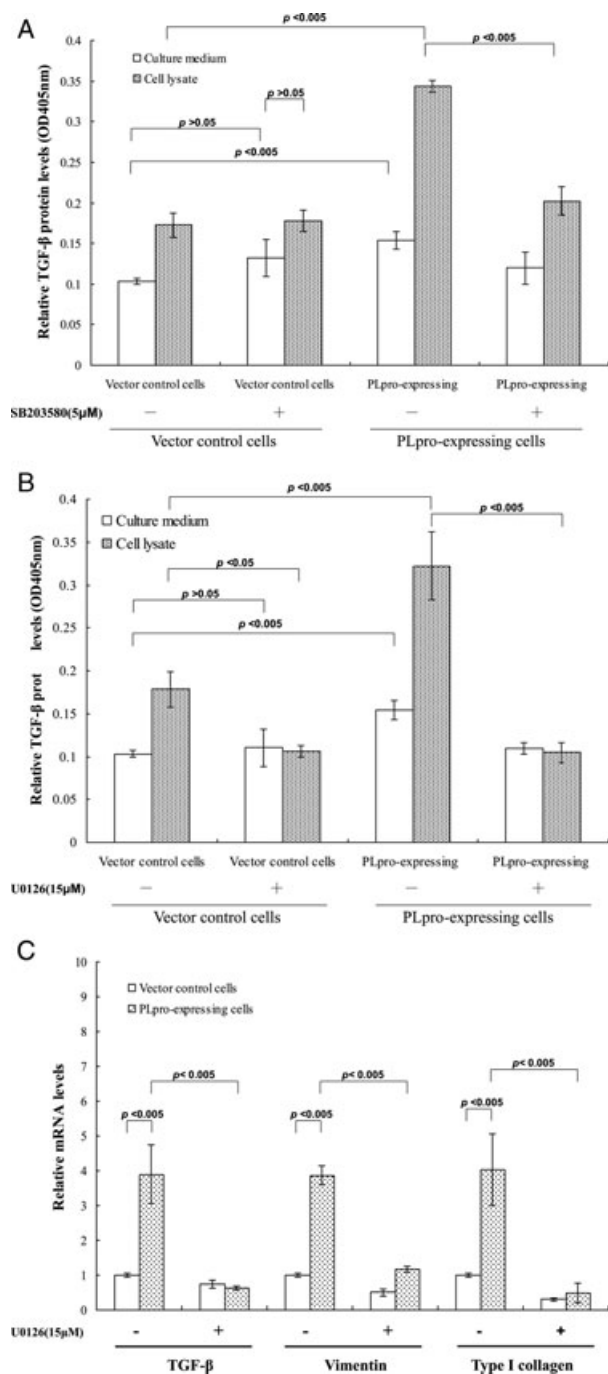 A
p <0.005
Culture medium
Cell lysate
p <0.005
p >0.05
p >0.05
p <0.005
Relative TGF-β protein levels (OD405nm)
0.4
0.35
0.3
0.25
0.2
0.15
0.1
0.05
0
Vector control cells Vector control cells PLpro-expressing PLpro-expressing
SB203580(5μM) — + — +
Vector control cells PLpro-expressing cells
B
p <0.005
Culture medium
Cell lysate
p <0.005
p <0.05
p >0.05
p <0.005
Relative TGF-β prot levels (OD405nm)
0.4
0.35
0.3
0.25
0.2
0.15
0.1
0.05
0
Vector control cells Vector control cells PLpro-expressing PLpro-expressing
U0126(15μM) — + — +
Vector control cells PLpro-expressing cells
C
Vector control cells
PLpro-expressing cells
p< 0.005 p< 0.005 p< 0.005
p <0.005 p <0.005 p <0.005
Relative mRNA levels
10
9
8
7
6
5
4
3
2
1
0
U0126(15μM) - + - + - +
TGF-β Vimentin Type I collagen